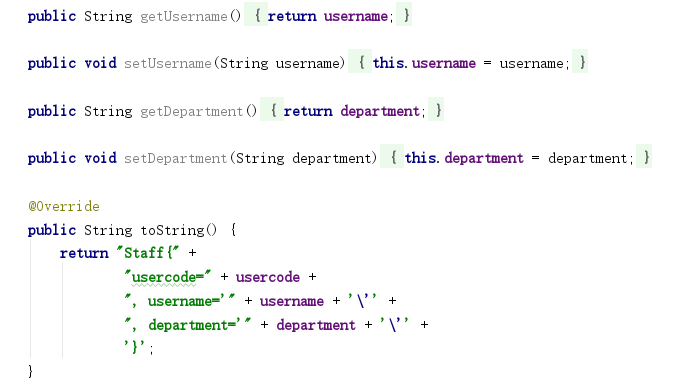 public String getUsername() { return username; }
public void setUsername(String username) { this.username = username; }
public String getDepartment() { return department; }
public void setDepartment(String department) { this.department = department; }
@Override
public String toString() {
return "Staff{" +
"usercode=" + usercode +
", username='" + username + '\'' +
", department='" + department + '\'' +
'}';
}